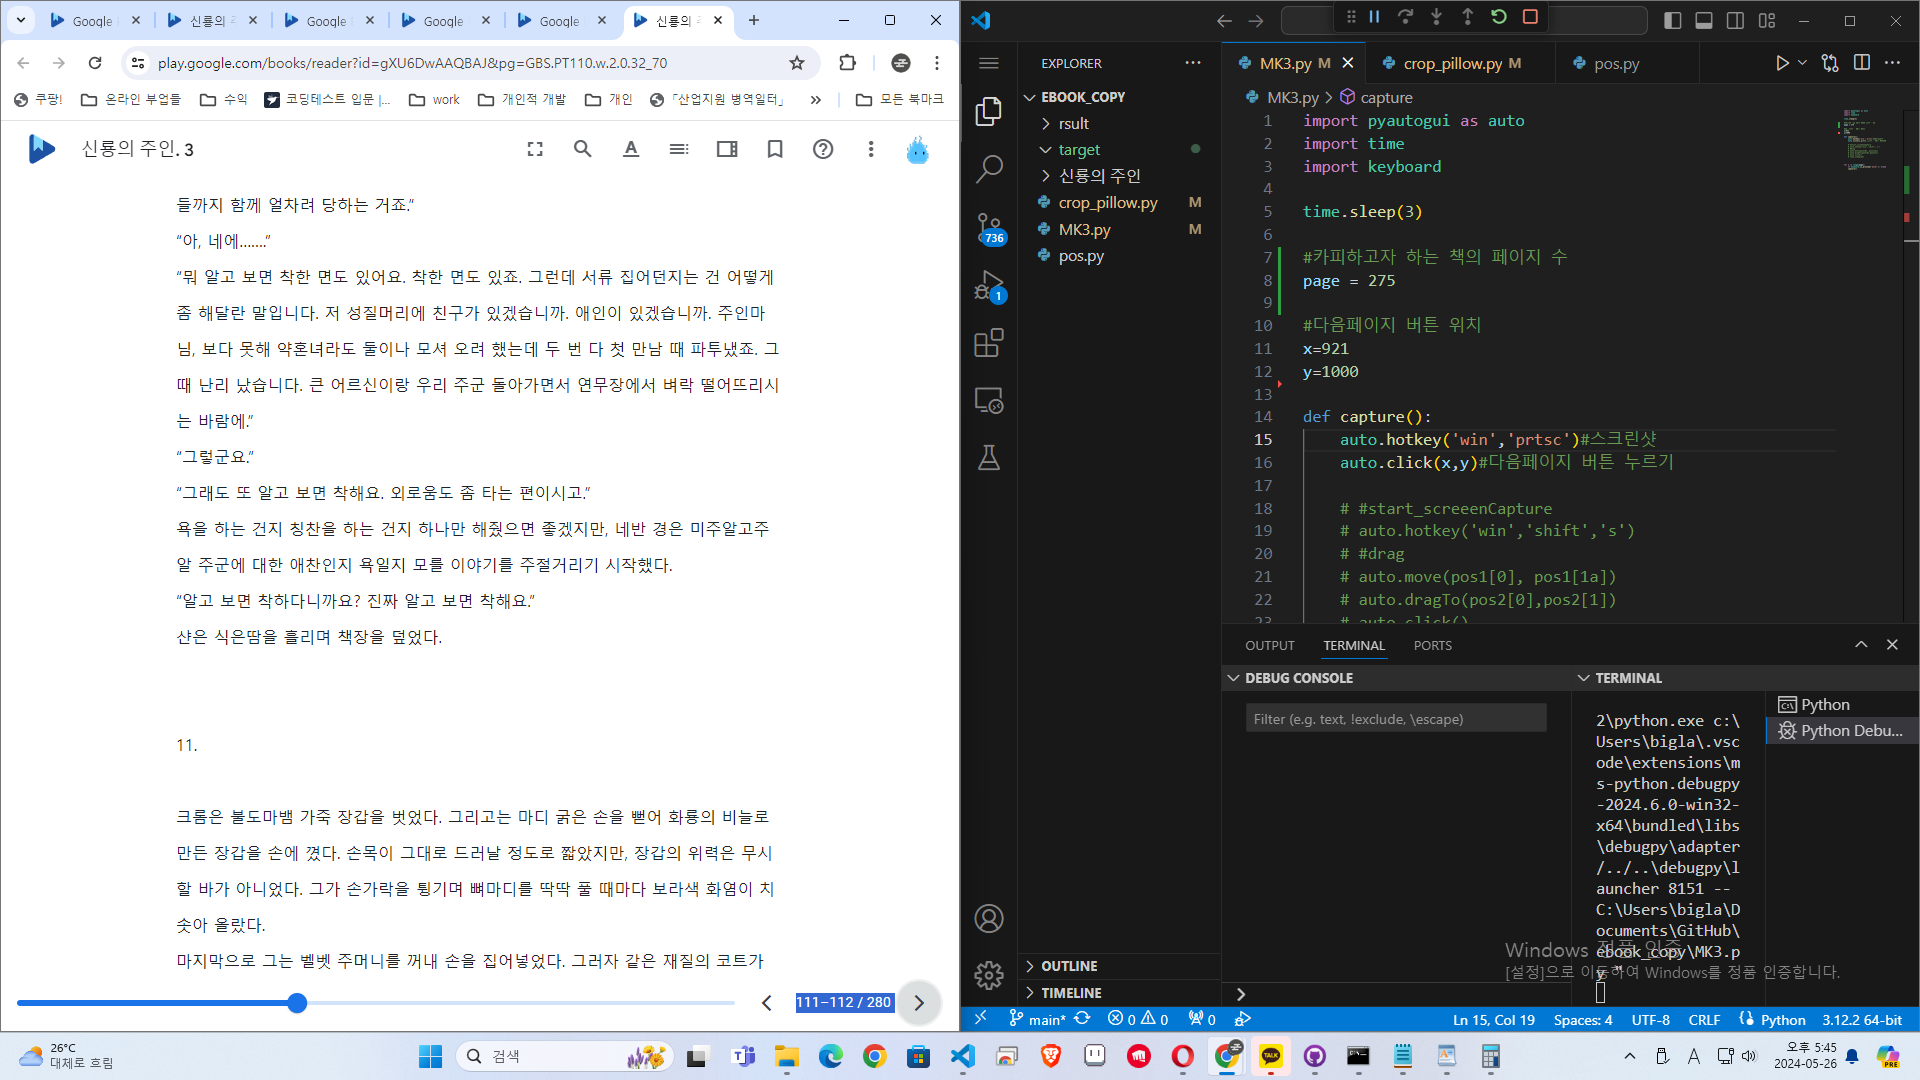 Google
신룡의 주
Google
Google
Google
신룡의 주
play.google.com/books/reader?id=gXU6DwAAQBAJ&pg=GBS.PT110.w.2.0.32_70
쿠팡!
온라인 부업들
수익
코딩테스트 입문 |...
work
개인적 개발
개인
「산업지원 병역일터」
모든 북마크
신룡의 주인. 3
들까지 함께 얼차려 당하는 거죠.”
“아, 네에…….”
“뭐 알고 보면 착한 면도 있어요. 착한 면도 있죠. 그런데 서류 집어던지는 건 어떻게
좀 해달란 말입니다. 저 성질머리에 친구가 있겠습니까. 애인이 있겠습니까. 주인마
님, 보다 못해 약혼녀라도 둘이나 모셔 오려 했는데 두 번 다 첫 만남 때 파투냈죠. 그
때 난리 났습니다. 큰 어르신이랑 우리 주군 돌아가면서 연무장에서 벼락 떨어뜨리시
는 바람에.”
“그렇군요.”
“그래도 또 알고 보면 착해요. 외로움도 좀 타는 편이시고.”
욕을 하는 건지 칭찬을 하는 건지 하나만 해줬으면 좋겠지만, 네반 경은 미주알고주
알 주군에 대한 애찬인지 욕일지 모를 이야기를 주절거리기 시작했다.
“알고 보면 착하다니까요? 진짜 알고 보면 착해요.”
샨은 식은땀을 흘리며 책장을 덮었다.
11.
크롬은 불도마뱀 가죽 장갑을 벗었다. 그리고는 마디 굵은 손을 뻗어 화룡의 비늘로
만든 장갑을 손에 꼈다. 손목이 그대로 드러날 정도로 짧았지만, 장갑의 위력은 무시
할 바가 아니었다. 그가 손가락을 튕기며 뼈마디를 딱딱 풀 때마다 보라색 화염이 치
솟아 올랐다.
마지막으로 그는 벨벳 주머니를 꺼내 손을 집어넣었다. 그러자 같은 재질의 코트가
111–112 / 280
EXPLORER
EBOOK_COPY
rsult
target
신룡의 주인
crop_pillow.py M
MK3.py M
pos.py
736
1
OUTLINE
TIMELINE
MK3.py M
crop_pillow.py M
pos.py
MK3.py > capture
1 import pyautogui as auto
2 import time
3 import keyboard
4
5 time.sleep(3)
6
7 #카피하고자 하는 책의 페이지 수
8 page = 275
9
10 #다음페이지 버튼 위치
11 x=921
12 y=1000
13
14 def capture():
15 auto.hotkey('win','prtsc')#스크린샷
16 auto.click(x,y)#다음페이지 버튼 누르기
17
18 # #start_screeenCapture
19 # auto.hotkey('win','shift','s')
20 # #drag
21 # auto.move(pos1[0], pos1[1a])
22 # auto.dragTo(pos2[0],pos2[1])
23 # auto.click()
OUTPUT
TERMINAL
PORTS
DEBUG CONSOLE
Filter (e.g. text, !exclude, \escape)
TERMINAL
2\python.exe c:\
Users\bigla\.vsc
ode\extensions\m
s-python.debugpy
-2024.6.0-win32-
x64\bundled\libs
\debugpy\adapter
/../..\debugpy\l
auncher 8151 --
C:\Users\bigla\D
ocuments\GitHub\
ebook_copy\MK3.p
y "
Python
Python Debu...
Windows 정품 인증
[설정]으로 이동하여 Windows를 정품 인증합니다.
main*
0 0
0
Ln 15, Col 19
Spaces: 4
UTF-8
CRLF
Python
3.12.2 64-bit
26°C
대체로 흐림
검색
TALK
A
오후 5:45
2024-05-26
PRE